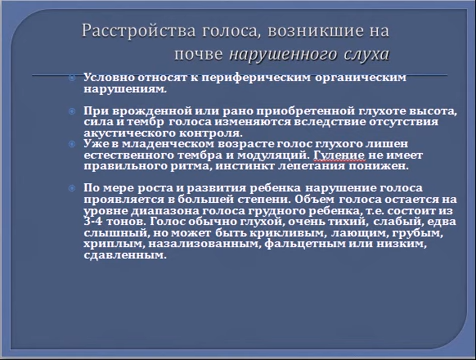 Расстройства голоса, возникшие на
почве нарушенного слуха
Условно относят к периферическим органическим
нарушениям.
При врожденной или рано приобретенной глухоте высота,
сила и тембр голоса изменяются вследствие отсутствия
акустического контроля.
Уже в младенческом возрасте голос глухого лишен
естественного тембра и модуляций. Гуление не имеет
правильного ритма, инстинкт лепетания понижен.
По мере роста и развития ребенка нарушение голоса
проявляется в большей степени. Объем голоса остается на
уровне диапазона голоса грудного ребенка, т.е. состоит из
3-4 тонов. Голос обычно глухой, очень тихий, слабый, едва
слышный, но может быть крикливым, лающим, грубым,
хриплым, назализованным, фальцетным или низким,
сдавленным.